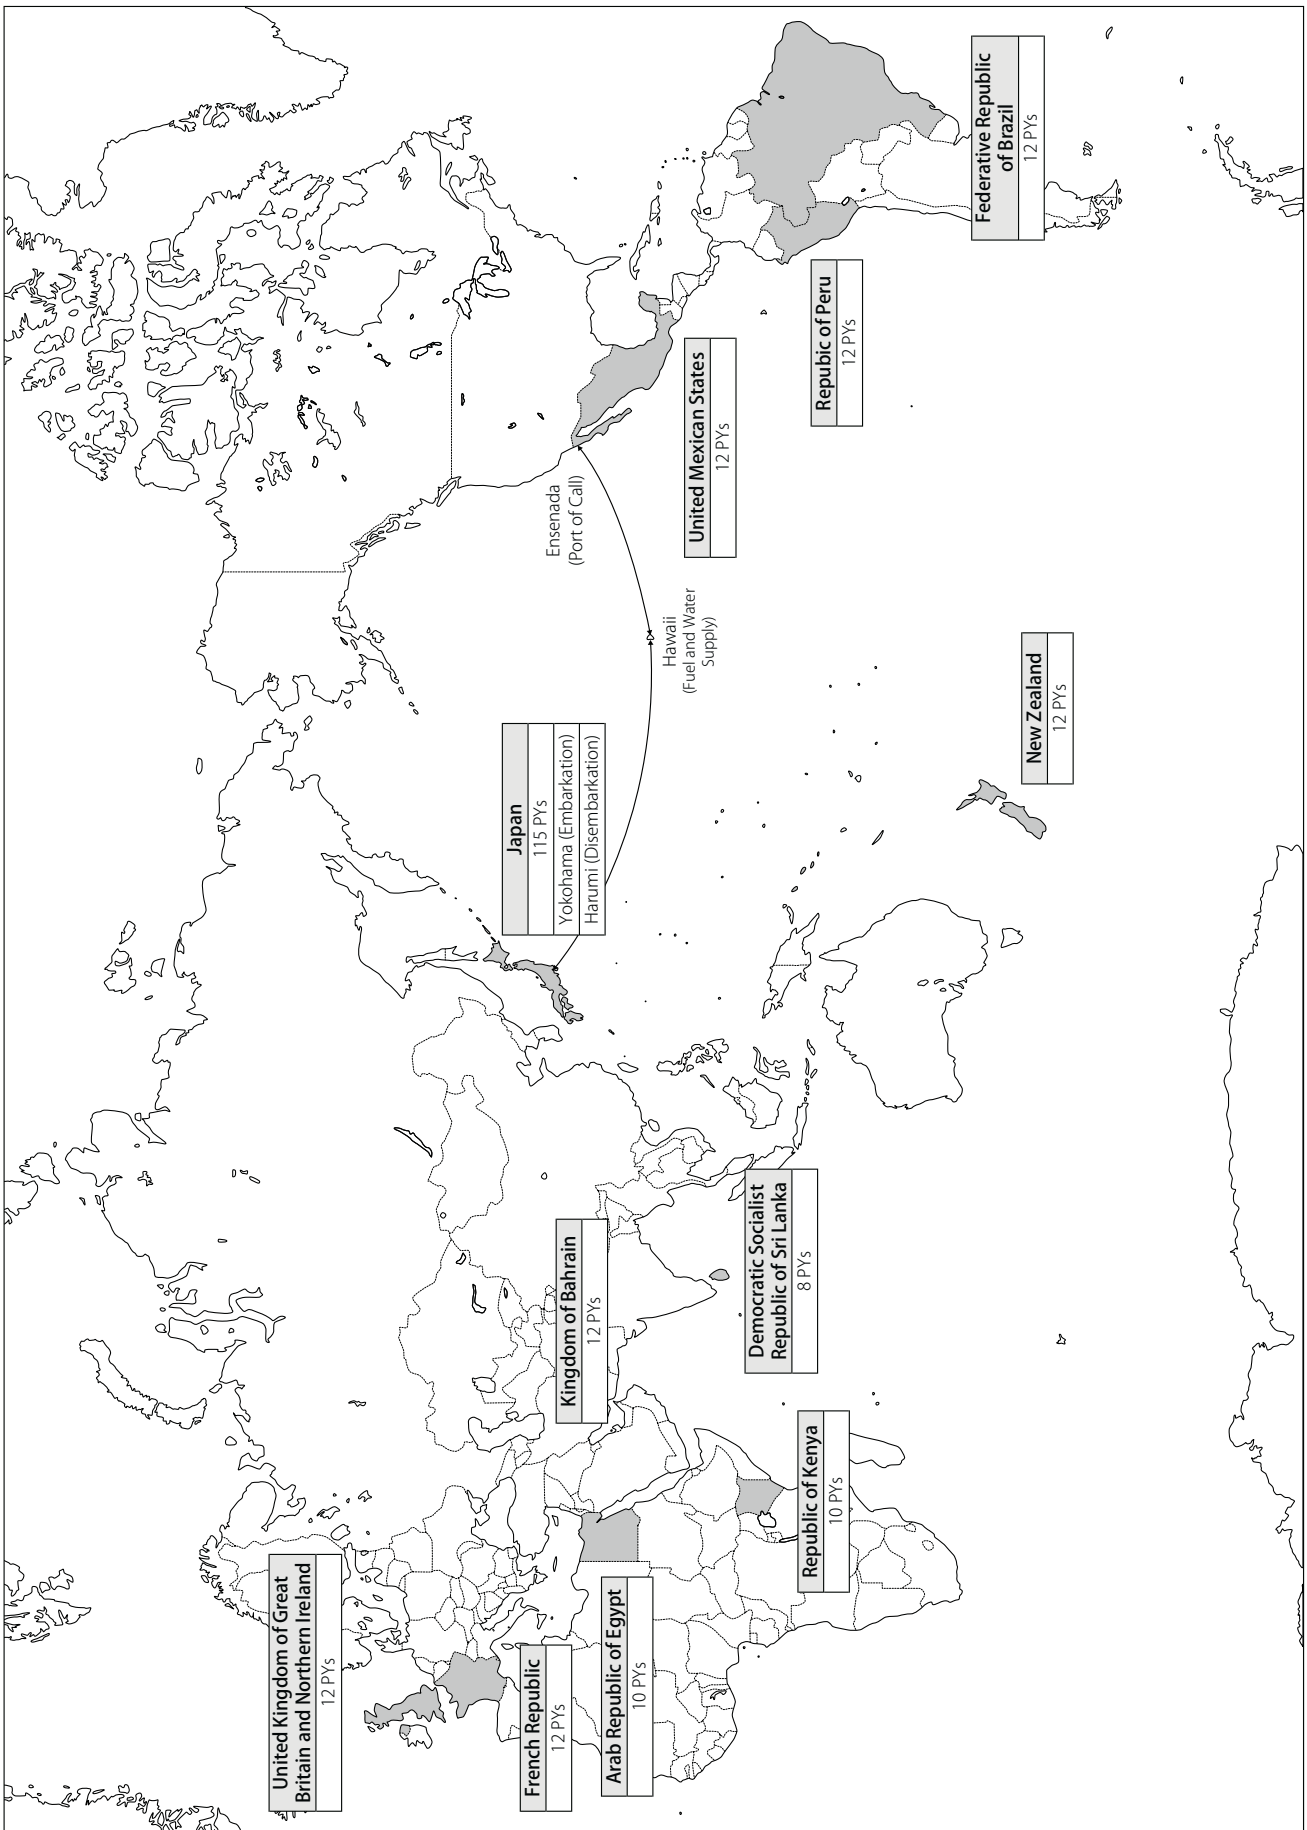 United Kingdom of Great
Britain and Northern Ireland
12 PYs
French Republic
12 PYs
Arab Republic of Egypt
10 PYs
Republic of Kenya
10 PYs
Kingdom of Bahrain
12 PYs
Democratic Socialist
Republic of Sri Lanka
8 PYs
Japan
115 PYs
Yokohama (Embarkation)
Harumi (Disembarkation)
New Zealand
12 PYs
Hawaii
(Fuel and Water
Supply)
Ensenada
(Port of Call)
United Mexican States
12 PYs
Repubic of Peru
12 PYs
Federative Republic
of Brazil
12 PYs